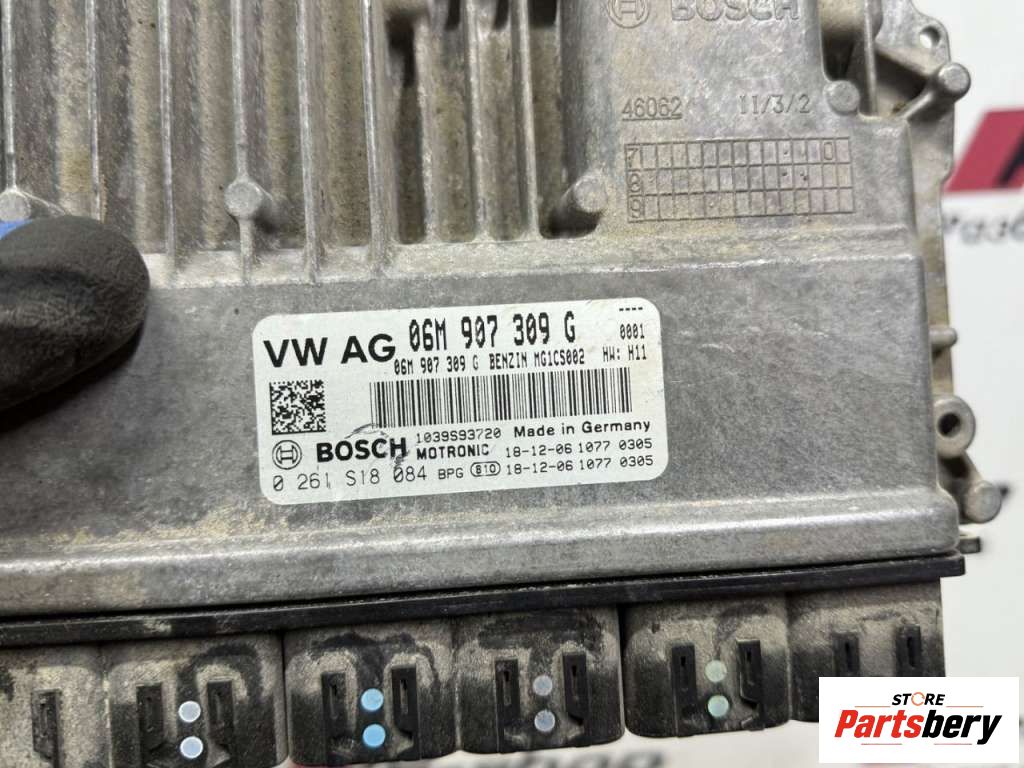 BOSCH
46062 11/3/2
7 0
8
9
VW AG 06M 907 309 G ----
0001
06M 907 309 G BENZIN MG1CS002 HW: H11
BOSCH 1039S93720 Made in Germany
MOTRONIC 18-12-06 1077 0305
0 261 S18 084 BPG B10 18-12-06 1077 0305
STORE
Partsbery